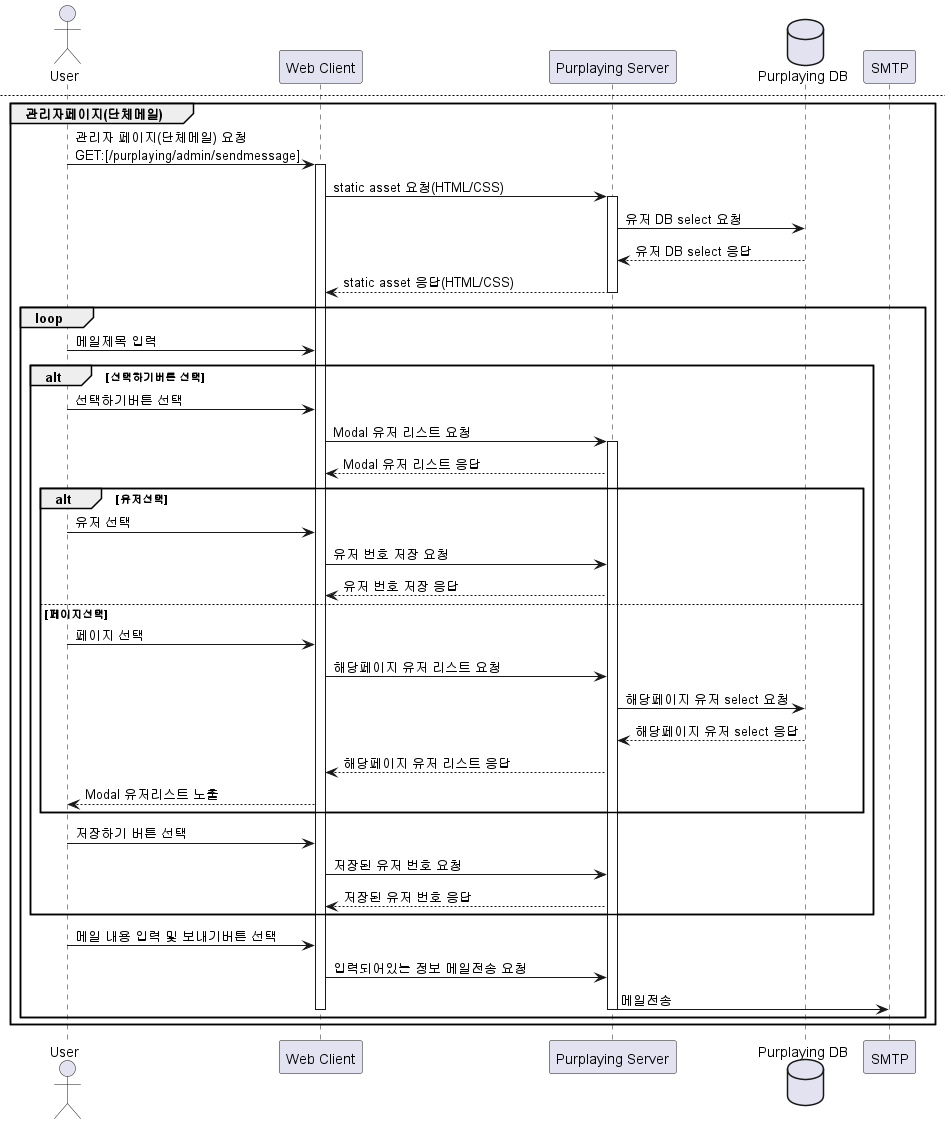 User
Web Client
Purplaying Server
Purplaying DB
SMTP
관리자페이지(단체메일)
관리자 페이지(단체메일) 요청
GET:[/purplaying/admin/sendmessage]
static asset 요청(HTML/CSS)
유저 DB select 요청
유저 DB select 응답
static asset 응답(HTML/CSS)
loop
메일제목 입력
alt [선택하기버튼 선택]
선택하기버튼 선택
Modal 유저 리스트 요청
Modal 유저 리스트 응답
alt [유저선택]
유저 선택
유저 번호 저장 요청
유저 번호 저장 응답
[페이지선택]
페이지 선택
해당페이지 유저 리스트 요청
해당페이지 유저 select 요청
해당페이지 유저 select 응답
해당페이지 유저 리스트 응답
Modal 유저리스트 노출
저장하기 버튼 선택
저장된 유저 번호 요청
저장된 유저 번호 응답
메일 내용 입력 및 보내기버튼 선택
입력되어있는 정보 메일전송 요청
메일전송
User
Web Client
Purplaying Server
Purplaying DB
SMTP